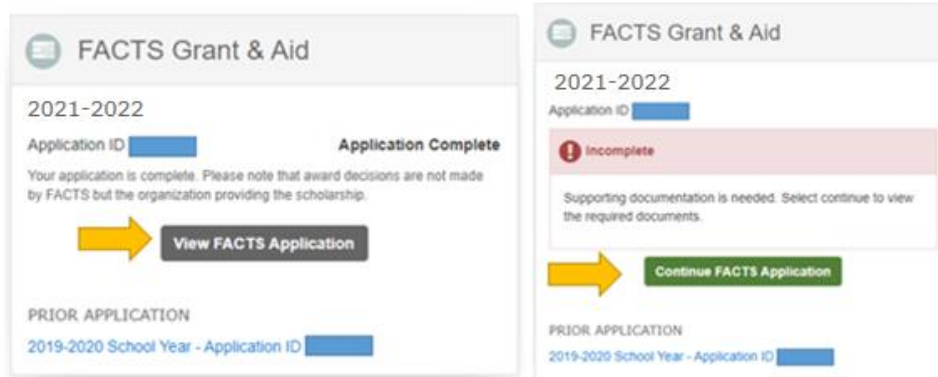 FACTS Grant & Aid
2021-2022
Application ID
Application Complete
Your application is complete. Please note that award decisions are not made
by FACTS but the organization providing the scholarship.
View FACTS Application
PRIOR APPLICATION
2019-2020 School Year - Application ID
FACTS Grant & Aid
2021-2022
Application ID
Incomplete
Supporting documentation is needed. Select continue to view
the required documents.
Continue FACTS Application
PRIOR APPLICATION
2019-2020 School Year - Application ID